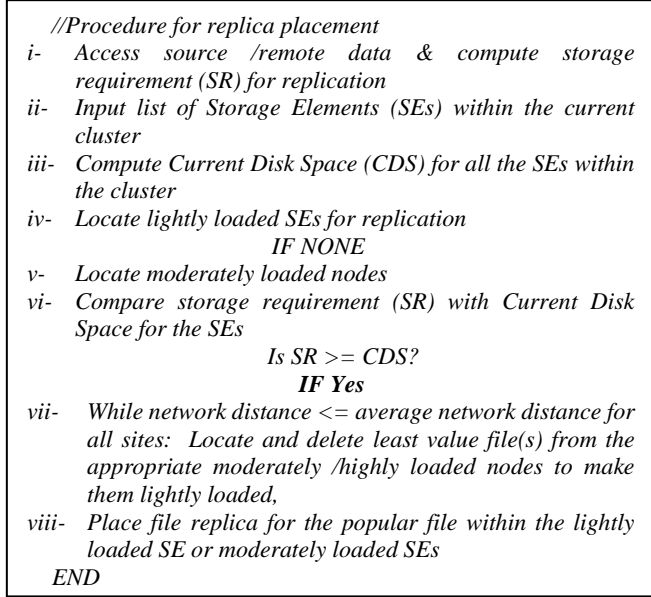 //Procedure for replica placement
i- Access source /remote data & compute storage
requirement (SR) for replication
ii- Input list of Storage Elements (SEs) within the current
cluster
iii- Compute Current Disk Space (CDS) for all the SEs within
the cluster
iv- Locate lightly loaded SEs for replication
IF NONE
v- Locate moderately loaded nodes
vi- Compare storage requirement (SR) with Current Disk
Space for the SEs
Is SR >= CDS?
IF Yes
vii- While network distance <= average network distance for
all sites: Locate and delete least value file(s) from the
appropriate moderately /highly loaded nodes to make
them lightly loaded,
viii- Place file replica for the popular file within the lightly
loaded SE or moderately loaded SEs
END